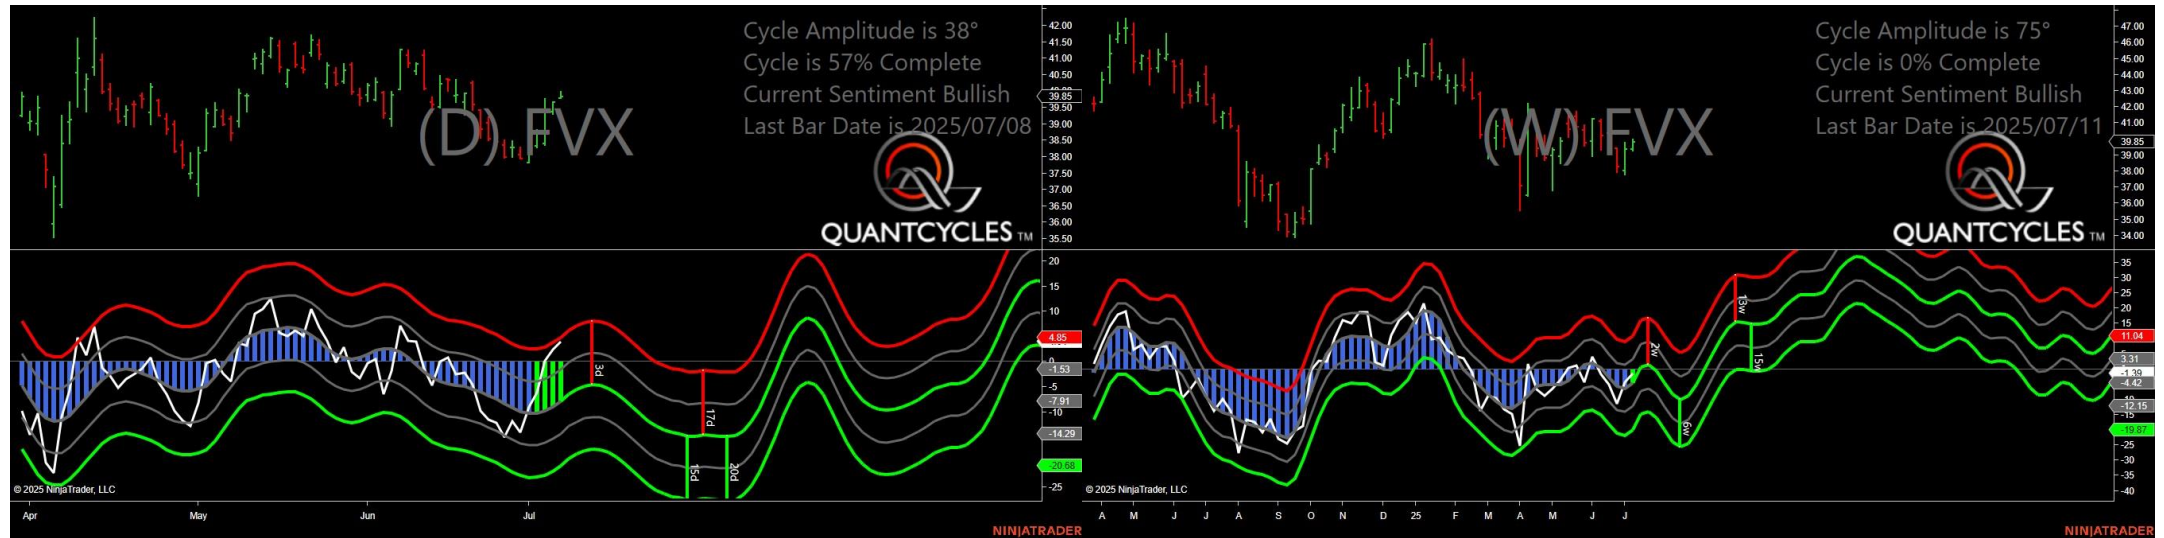 Cycle Amplitude is 38°
Cycle is 57% Complete
Current Sentiment Bullish
Last Bar Date is 2025/07/08
(D) FVX
QUANTCYCLES TM
42.00
41.50
41.00
40.50
39.85
39.50
39.00
38.50
38.00
37.50
37.00
36.50
36.00
35.50
20
15
10
4.85
0
-1.53
-5
-7.91
-10
-14.29
-20.68
-25
3d
17d
15d
20d
© 2025 NinjaTrader, LLC
Apr May Jun Jul
NINJATRADER
Cycle Amplitude is 75°
Cycle is 0% Complete
Current Sentiment Bullish
Last Bar Date is 2025/07/11
(W) FVX
QUANTCYCLES TM
47.00
46.00
45.00
44.00
43.00
42.00
41.00
39.85
39.00
38.00
37.00
36.00
35.00
34.00
35
30
25
20
15
11.04
3.31
-1.39
-4.42
-12.15
-15
-19.87
-25
-30
-35
-40
2w
6w
13w
15w
© 2025 NinjaTrader, LLC
A M J J A S O N D 25 F M A M J J
NINJATRADER